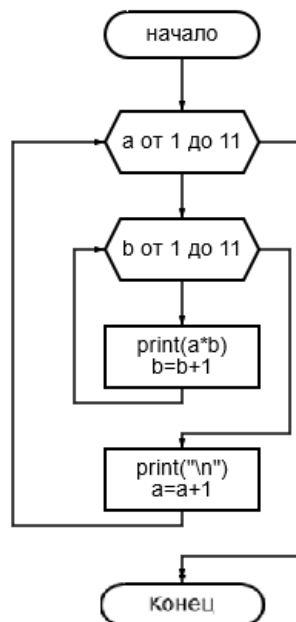 начало
a от 1 до 11
b от 1 до 11
print(a*b)
b=b+1
print("\n")
a=a+1
Конец